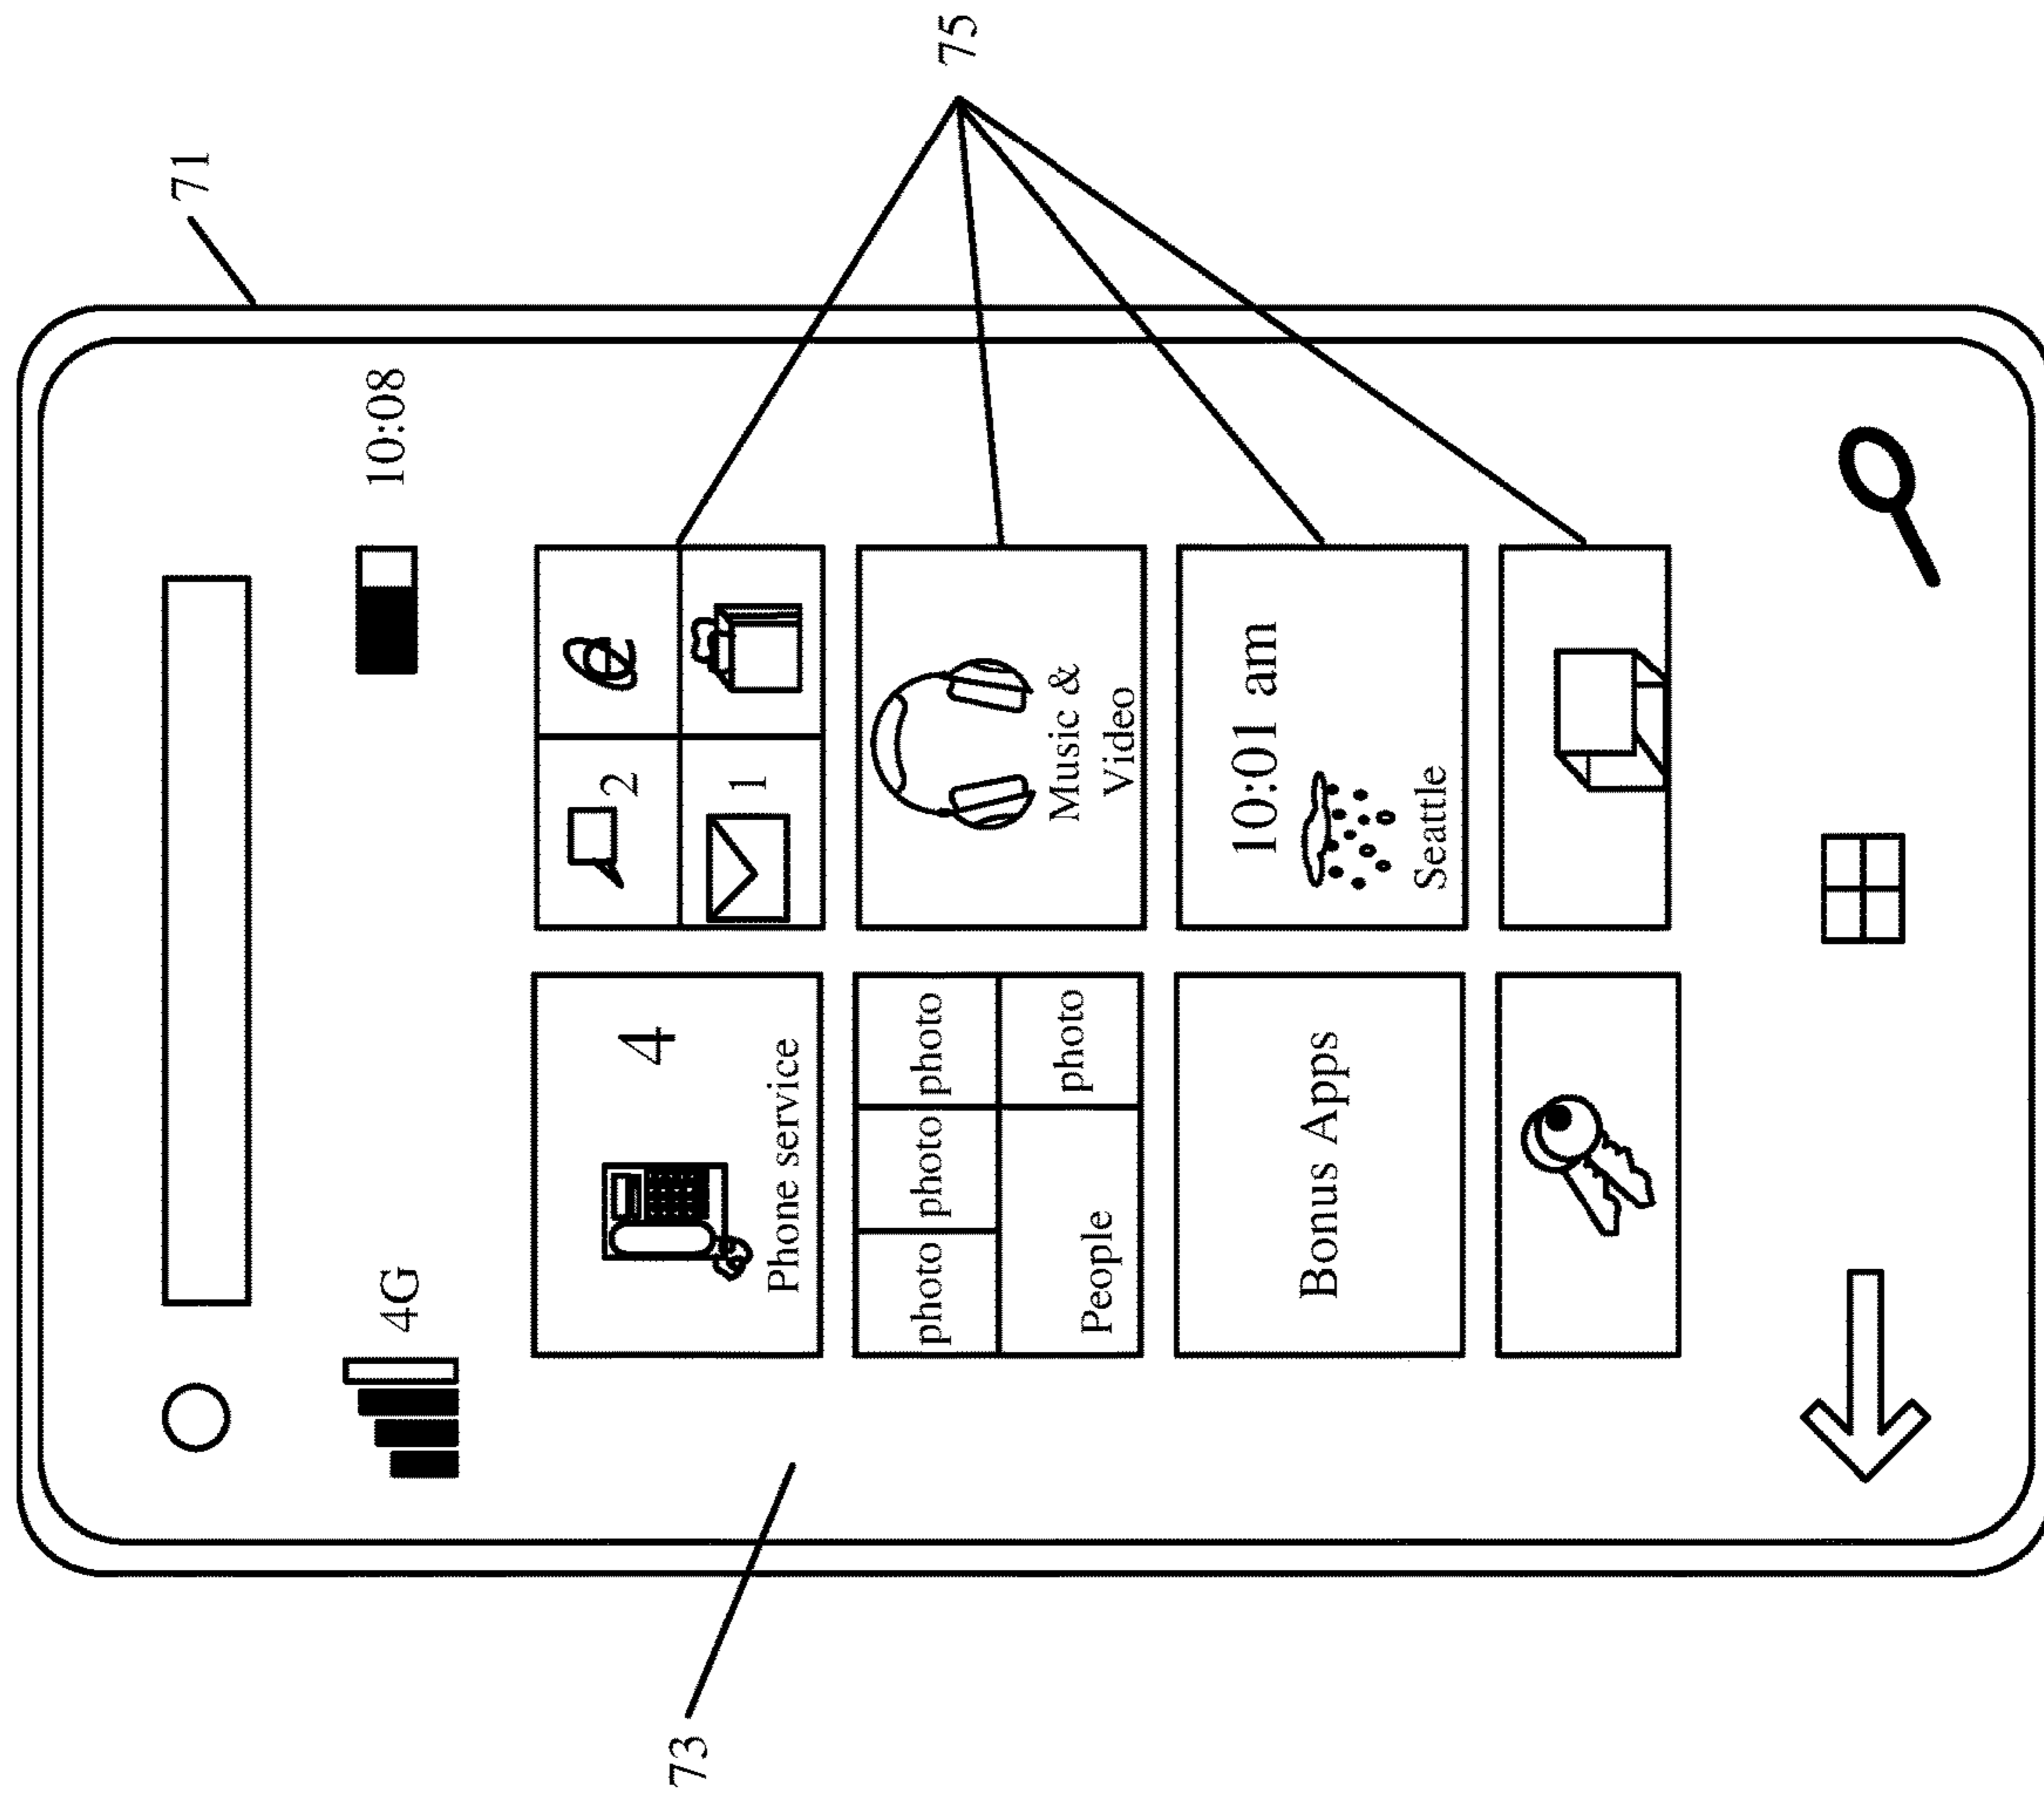 71
4G
10:08
4
Phone service
2
1
photo photo photo
People
photo
Music &
Video
75
Bonus Apps
10:01 am
Seattle
73